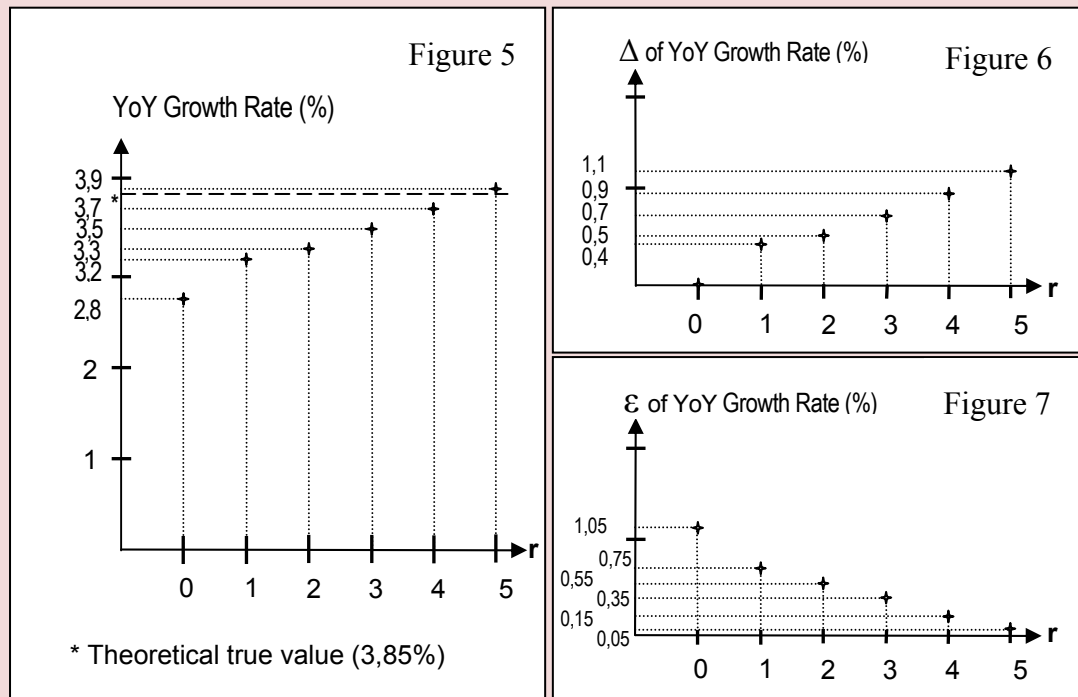 Figure 5
YoY Growth Rate (%)
3,9
*
3,7
3,5
3,3
3,2
2,8
2
1
r
0 1 2 3 4 5
* Theoretical true value (3,85%)
Figure 6
Δ of YoY Growth Rate (%)
1,1
0,9
0,7
0,5
0,4
r
0 1 2 3 4 5
Figure 7
ε of YoY Growth Rate (%)
1,05
0,75
0,55
0,35
0,15
0,05
r
0 1 2 3 4 5